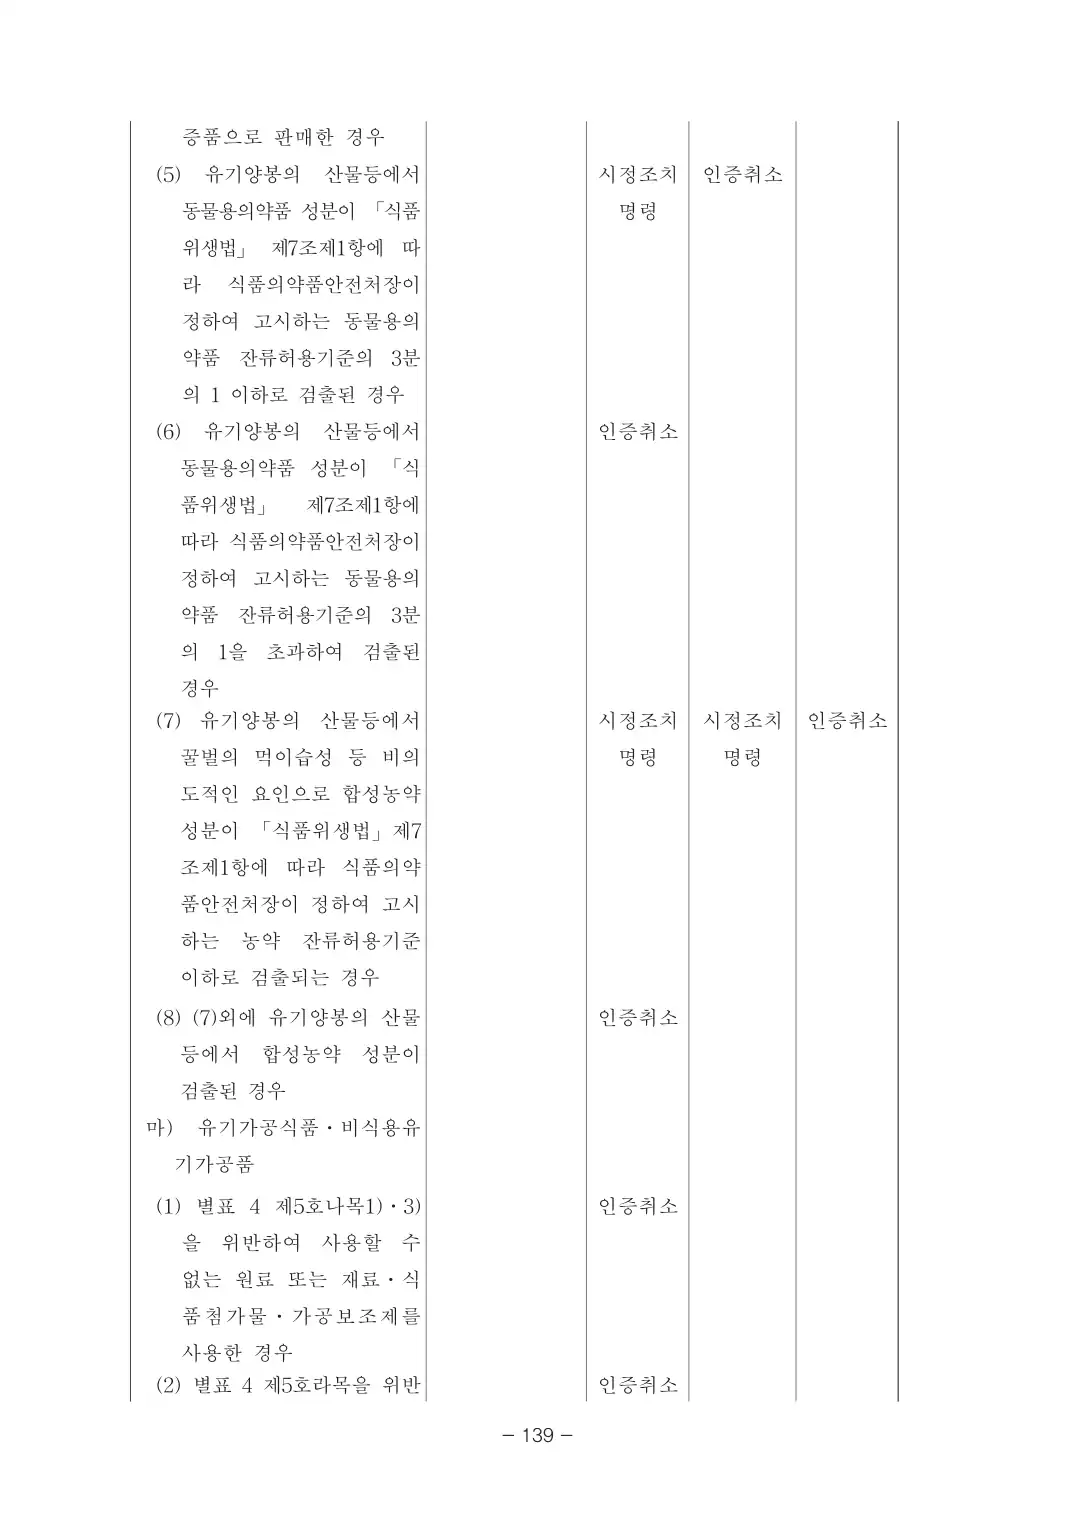 증품으로 판매한 경우
(5) 유기양봉의 산물등에서 시정조치 인증취소
동물용의약품 성분이 「식품 명령
위생법」 제7조제1항에 따
라 식품의약품안전처장이
정하여 고시하는 동물용의
약품 잔류허용기준의 3분
의 1 이하로 검출된 경우
(6) 유기양봉의 산물등에서 인증취소
동물용의약품 성분이 「식
품위생법」 제7조제1항에
따라 식품의약품안전처장이
정하여 고시하는 동물용의
약품 잔류허용기준의 3분
의 1을 초과하여 검출된
경우
(7) 유기양봉의 산물등에서 시정조치 시정조치 인증취소
꿀벌의 먹이습성 등 비의 명령 명령
도적인 요인으로 합성농약
성분이 「식품위생법」제7
조제1항에 따라 식품의약
품안전처장이 정하여 고시
하는 농약 잔류허용기준
이하로 검출되는 경우
(8) (7)외에 유기양봉의 산물 인증취소
등에서 합성농약 성분이
검출된 경우
마) 유기가공식품·비식용유
기가공품
(1) 별표 4 제5호나목1)·3) 인증취소
을 위반하여 사용할 수
없는 원료 또는 재료·식
품첨가물·가공보조제를
사용한 경우
(2) 별표 4 제5호라목을 위반 인증취소
- 139 -